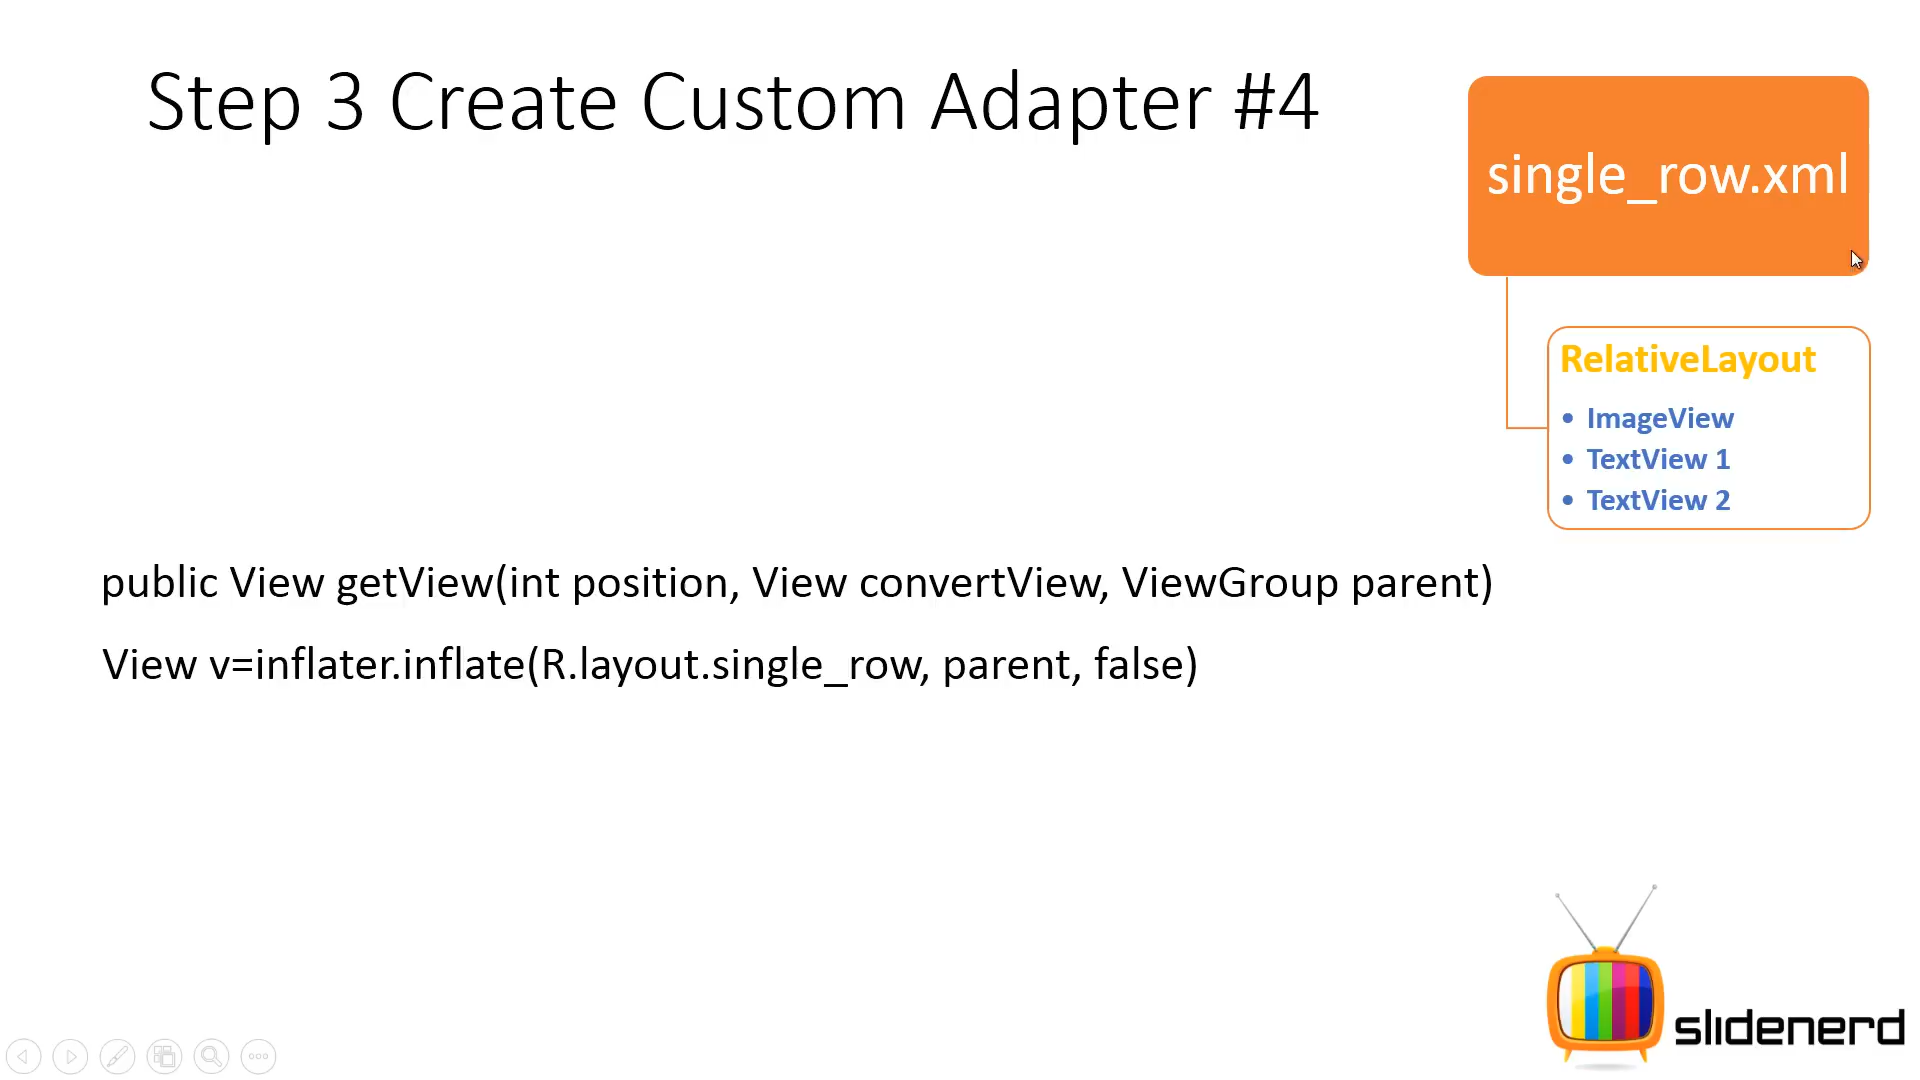 Step 3 Create Custom Adapter #4
single_row.xml
RelativeLayout
• ImageView
• TextView 1
• TextView 2
public View getView(int position, View convertView, ViewGroup parent)
View v=inflater.inflate(R.layout.single_row, parent, false)
slidenerd